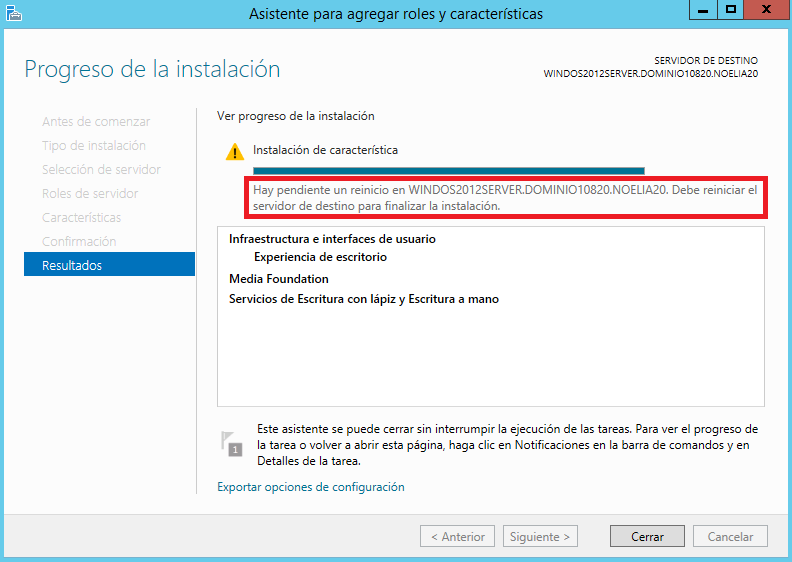 Asistente para agregar roles y características
Progreso de la instalación
SERVIDOR DE DESTINO
WINDOS2012SERVER.DOMINIO10820.NOELIA20
Antes de comenzar
Tipo de instalación
Selección de servidor
Roles de servidor
Características
Confirmación
Resultados
Ver progreso de la instalación
Instalación de característica
Hay pendiente un reinicio en WINDOS2012SERVER.DOMINIO10820.NOELIA20. Debe reiniciar el
servidor de destino para finalizar la instalación.
Infraestructura e interfaces de usuario
Experiencia de escritorio
Media Foundation
Servicios de Escritura con lápiz y Escritura a mano
1
Este asistente se puede cerrar sin interrumpir la ejecución de las tareas. Para ver el progreso de
la tarea o volver a abrir esta página, haga clic en Notificaciones en la barra de comandos y en
Detalles de la tarea.
Exportar opciones de configuración
< Anterior
Siguiente >
Cerrar
Cancelar